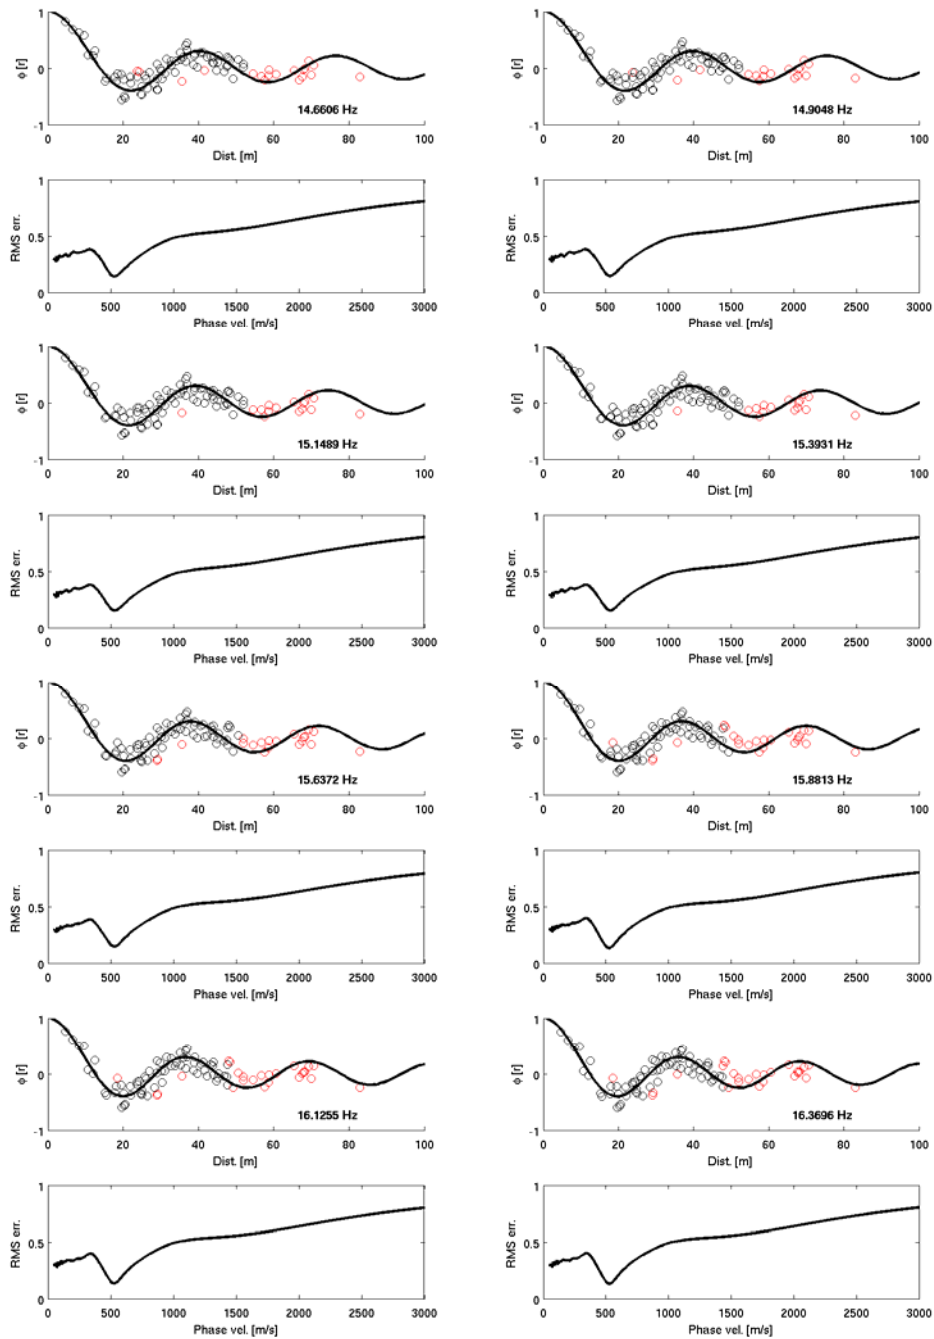 1
0
-1
ϕ [r]
14.6606 Hz
0 20 40 60 80 100
Dist. [m]
1
0
-1
ϕ [r]
14.9048 Hz
0 20 40 60 80 100
Dist. [m]
1
0.5
0
RMS err.
0 500 1000 1500 2000 2500 3000
Phase vel. [m/s]
1
0.5
0
RMS err.
0 500 1000 1500 2000 2500 3000
Phase vel. [m/s]
1
0
-1
ϕ [r]
15.1489 Hz
0 20 40 60 80 100
Dist. [m]
1
0
-1
ϕ [r]
15.3931 Hz
0 20 40 60 80 100
Dist. [m]
1
0.5
0
RMS err.
0 500 1000 1500 2000 2500 3000
Phase vel. [m/s]
1
0.5
0
RMS err.
0 500 1000 1500 2000 2500 3000
Phase vel. [m/s]
1
0
-1
ϕ [r]
15.6372 Hz
0 20 40 60 80 100
Dist. [m]
1
0
-1
ϕ [r]
15.8813 Hz
0 20 40 60 80 100
Dist. [m]
1
0.5
0
RMS err.
0 500 1000 1500 2000 2500 3000
Phase vel. [m/s]
1
0.5
0
RMS err.
0 500 1000 1500 2000 2500 3000
Phase vel. [m/s]
1
0
-1
ϕ [r]
16.1255 Hz
0 20 40 60 80 100
Dist. [m]
1
0
-1
ϕ [r]
16.3696 Hz
0 20 40 60 80 100
Dist. [m]
1
0.5
0
RMS err.
0 500 1000 1500 2000 2500 3000
Phase vel. [m/s]
1
0.5
0
RMS err.
0 500 1000 1500 2000 2500 3000
Phase vel. [m/s]